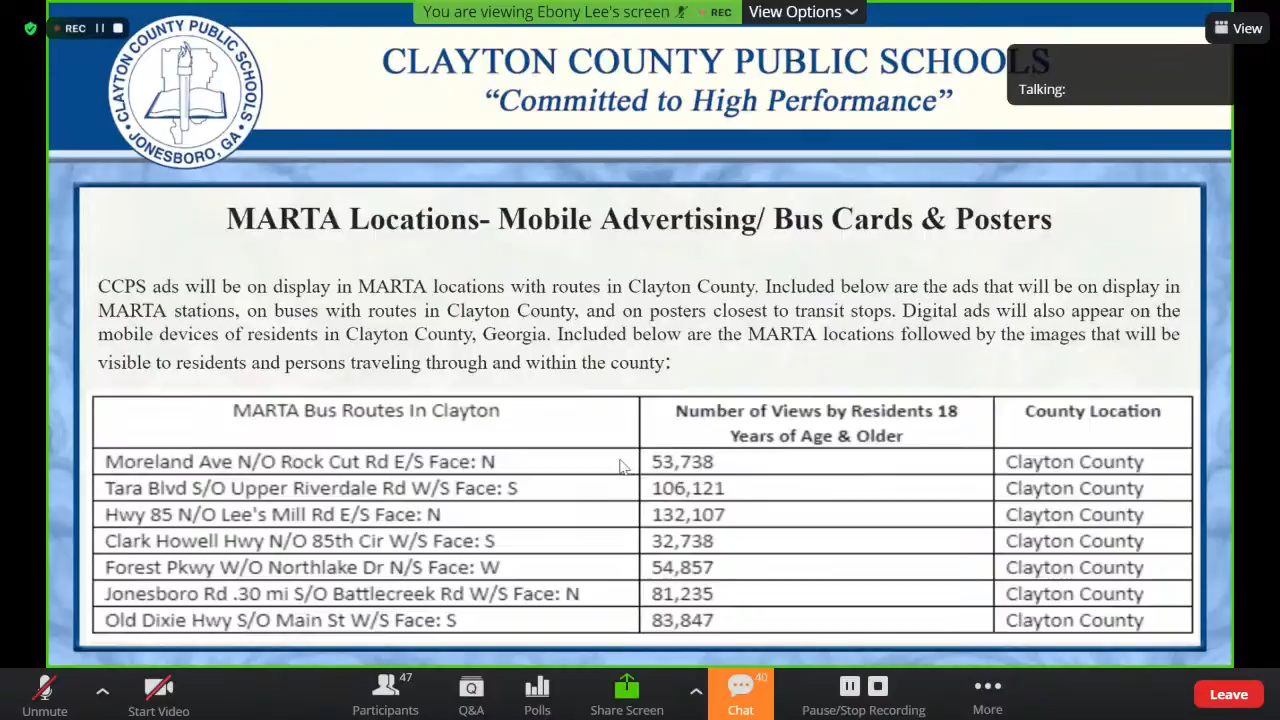 You are viewing Ebony Lee's screen REC View Options
REC
View
CLAYTON COUNTY PUBLIC SCHOOLS
JONESBORO, GA
CLAYTON COUNTY PUBLIC SCHOOLS
“Committed to High Performance”
Talking:
MARTA Locations- Mobile Advertising/ Bus Cards & Posters
CCPS ads will be on display in MARTA locations with routes in Clayton County. Included below are the ads that will be on display in
MARTA stations, on buses with routes in Clayton County, and on posters closest to transit stops. Digital ads will also appear on the
mobile devices of residents in Clayton County, Georgia. Included below are the MARTA locations followed by the images that will be
visible to residents and persons traveling through and within the county:
MARTA Bus Routes In Clayton Number of Views by Residents 18 County Location
Years of Age & Older
Moreland Ave N/O Rock Cut Rd E/S Face: N 53,738 Clayton County
Tara Blvd S/O Upper Riverdale Rd W/S Face: S 106,121 Clayton County
Hwy 85 N/O Lee's Mill Rd E/S Face: N 132,107 Clayton County
Clark Howell Hwy N/O 85th Cir W/S Face: S 32,738 Clayton County
Forest Pkwy W/O Northlake Dr N/S Face: W 54,857 Clayton County
Jonesboro Rd .30 mi S/O Battlecreek Rd W/S Face: N 81,235 Clayton County
Old Dixie Hwy S/O Main St W/S Face: S 83,847 Clayton County
47 40
Unmute Start Video Participants Q&A Polls Share Screen Chat Pause/Stop Recording More Leave